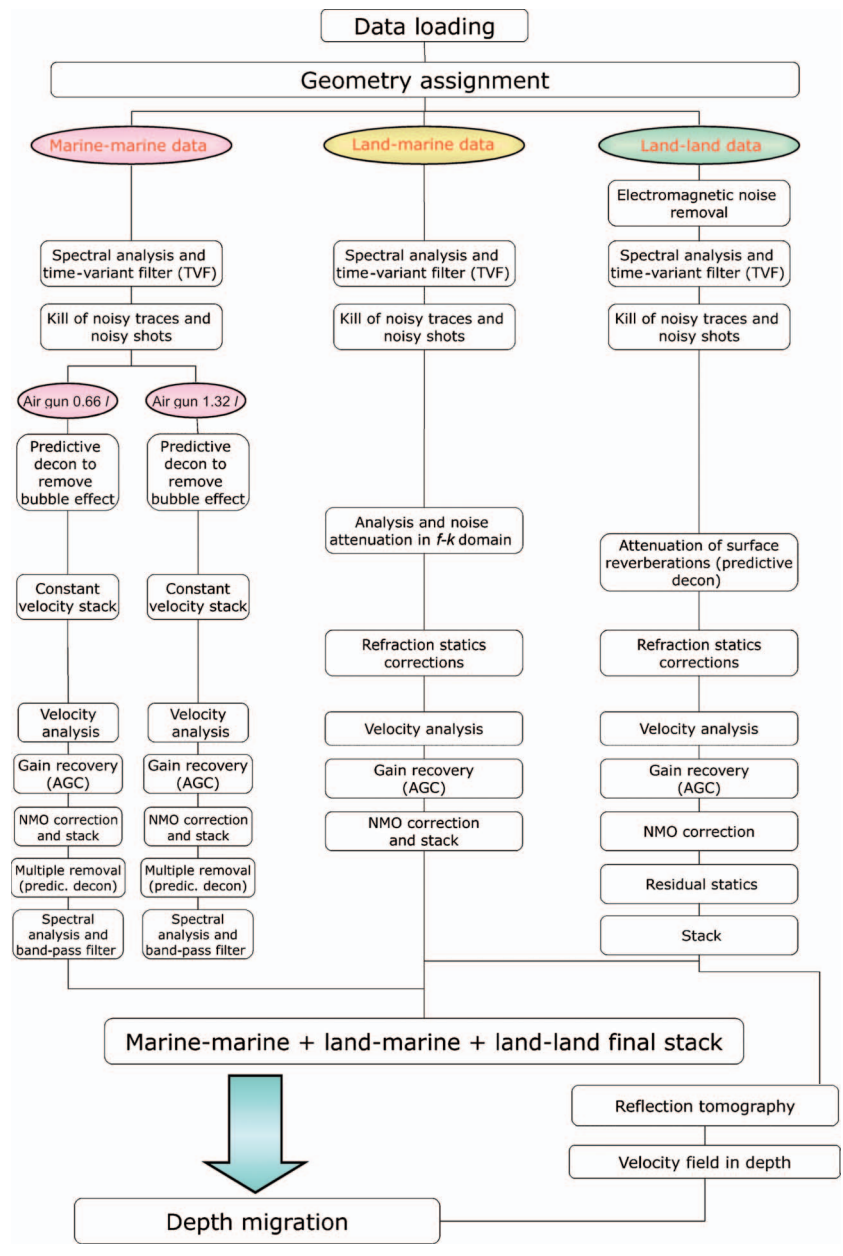 Data loading
Geometry assignment
Marine-marine data
Land-marine data
Land-land data
Electromagnetic noise
removal
Spectral analysis and
time-variant filter (TVF)
Spectral analysis and
time-variant filter (TVF)
Spectral analysis and
time-variant filter (TVF)
Kill of noisy traces and
noisy shots
Kill of noisy traces and
noisy shots
Kill of noisy traces and
noisy shots
Air gun 0.66 l
Air gun 1.32 l
Predictive
decon to
remove
bubble effect
Predictive
decon to
remove
bubble effect
Analysis and noise
attenuation in f-k domain
Attenuation of surface
reverberations (predictive
decon)
Constant
velocity stack
Constant
velocity stack
Refraction statics
corrections
Refraction statics
corrections
Velocity
analysis
Velocity
analysis
Velocity analysis
Velocity analysis
Gain recovery
(AGC)
Gain recovery
(AGC)
Gain recovery
(AGC)
Gain recovery
(AGC)
NMO correction
and stack
NMO correction
and stack
NMO correction
and stack
NMO correction
Multiple removal
(predic. decon)
Multiple removal
(predic. decon)
Residual statics
Spectral
analysis and
band-pass filter
Spectral
analysis and
band-pass filter
Stack
Marine-marine + land-marine + land-land final stack
Reflection tomography
Velocity field in depth
Depth migration